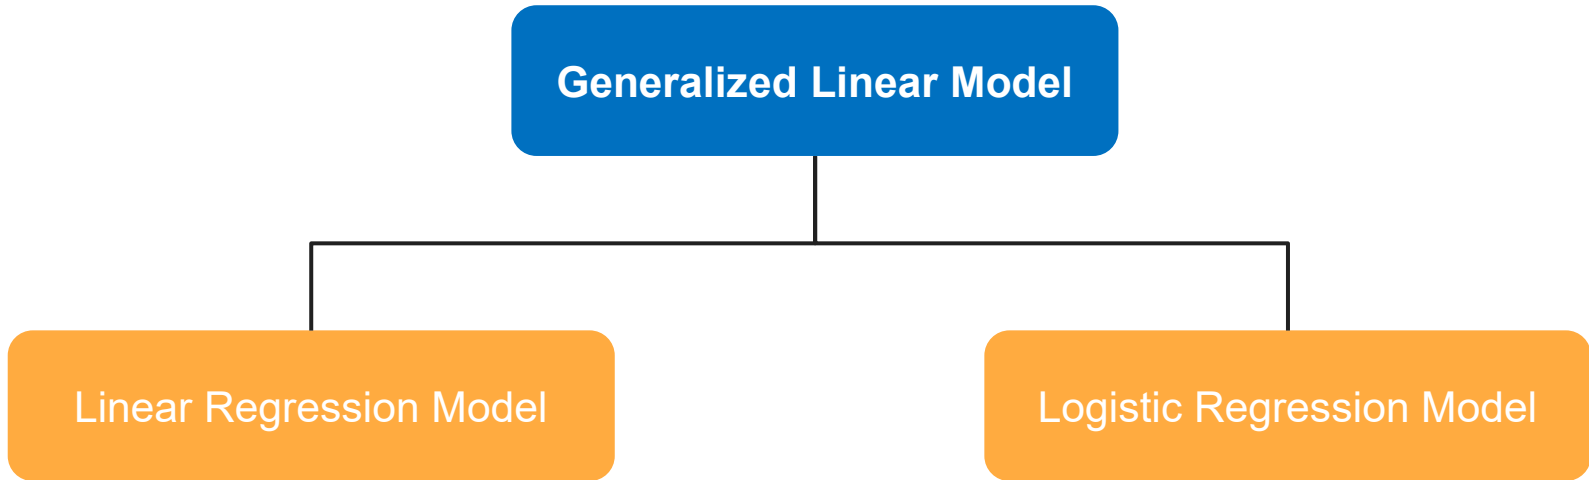 Generalized Linear Model
Linear Regression Model
Logistic Regression Model